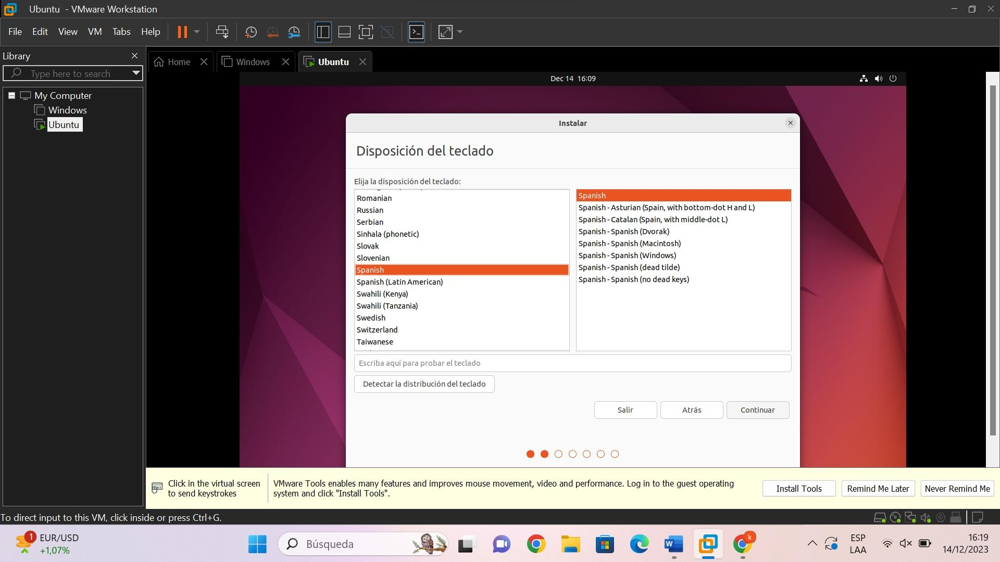 Ubuntu - VMware Workstation
File Edit View VM Tabs Help
Library
Type here to search
My Computer
Windows
Ubuntu
Home
Windows
Ubuntu
Dec 14 16:09
Instalar
Disposición del teclado
Elija la disposición del teclado:
Romanian
Russian
Serbian
Sinhala (phonetic)
Slovak
Slovenian
Spanish
Spanish (Latin American)
Swahili (Kenya)
Swahili (Tanzania)
Swedish
Switzerland
Taiwanese
Spanish
Spanish - Asturian (Spain, with bottom-dot H and L)
Spanish - Catalan (Spain, with middle-dot L)
Spanish - Spanish (Dvorak)
Spanish - Spanish (Macintosh)
Spanish - Spanish (Windows)
Spanish - Spanish (dead tilde)
Spanish - Spanish (no dead keys)
Escriba aquí para probar el teclado
Detectar la distribución del teclado
Salir
Atrás
Continuar
Click in the virtual screen
to send keystrokes
VMware Tools enables many features and improves mouse movement, video and performance. Log in to the guest operating
system and click "Install Tools".
Install Tools
Remind Me Later
Never Remind Me
To direct input to this VM, click inside or press Ctrl+G.
1
EUR/USD
+1,07%
Búsqueda
W
k
ESP
LAA
16:19
14/12/2023